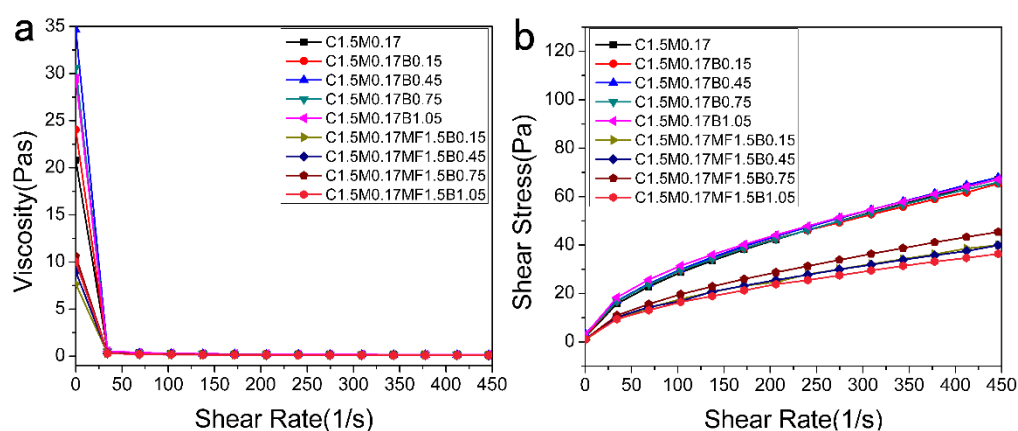 a
35
30
25
20
15
10
5
0
Viscosity(Pas)
C1.5M0.17
C1.5M0.17B0.15
C1.5M0.17B0.45
C1.5M0.17B0.75
C1.5M0.17B1.05
C1.5M0.17MF1.5B0.15
C1.5M0.17MF1.5B0.45
C1.5M0.17MF1.5B0.75
C1.5M0.17MF1.5B1.05
0 50 100 150 200 250 300 350 400 450
Shear Rate(1/s)
b
120
100
80
60
40
20
0
Shear Stress(Pa)
C1.5M0.17
C1.5M0.17B0.15
C1.5M0.17B0.45
C1.5M0.17B0.75
C1.5M0.17B1.05
C1.5M0.17MF1.5B0.15
C1.5M0.17MF1.5B0.45
C1.5M0.17MF1.5B0.75
C1.5M0.17MF1.5B1.05
0 50 100 150 200 250 300 350 400 450
Shear Rate(1/s)